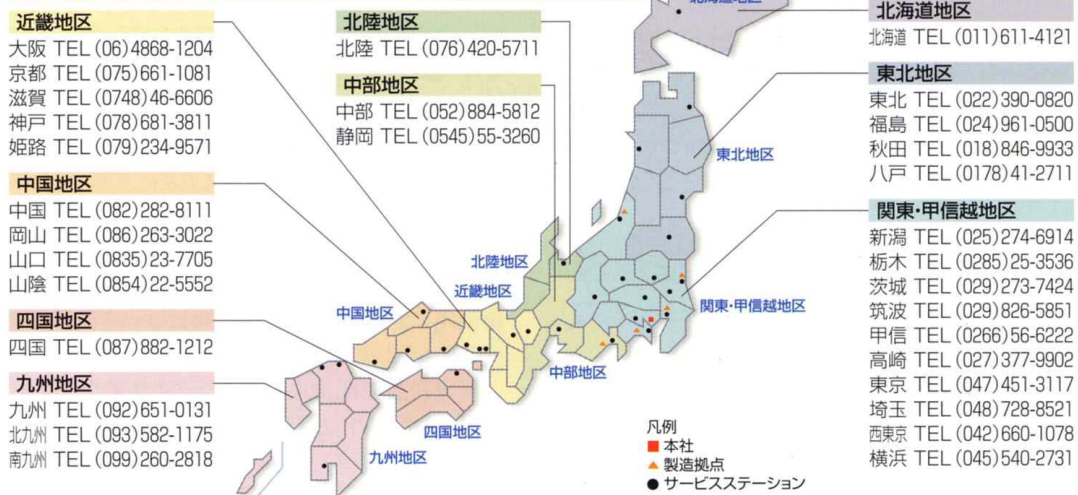 近畿地区
大阪 TEL (06)4868-1204
京都 TEL (075)661-1081
滋賀 TEL (0748)46-6606
神戸 TEL (078)681-3811
姫路 TEL (079)234-9571
中国地区
中国 TEL (082)282-8111
岡山 TEL (086)263-3022
山口 TEL (0835)23-7705
山陰 TEL (0854)22-5552
四国地区
四国 TEL (087)882-1212
九州地区
九州 TEL (092)651-0131
北九州 TEL (093)582-1175
南九州 TEL (099)260-2818
北陸地区
北陸 TEL (076)420-5711
中部地区
中部 TEL (052)884-5812
静岡 TEL (0545)55-3260
北海道地区
東北地区
北陸地区
近畿地区
中国地区
関東・甲信越地区
中部地区
四国地区
九州地区
凡例
本社
製造拠点
サービスステーション
北海道地区
北海道 TEL (011)611-4121
東北地区
東北 TEL (022)390-0820
福島 TEL (024)961-0500
秋田 TEL (018)846-9933
八戸 TEL (0178)41-2711
関東・甲信越地区
新潟 TEL (025)274-6914
栃木 TEL (0285)25-3536
茨城 TEL (029)273-7424
筑波 TEL (029)826-5851
甲信 TEL (0266)56-6222
高崎 TEL (027)377-9902
東京 TEL (047)451-3117
埼玉 TEL (048)728-8521
西東京 TEL (042)660-1078
横浜 TEL (045)540-2731